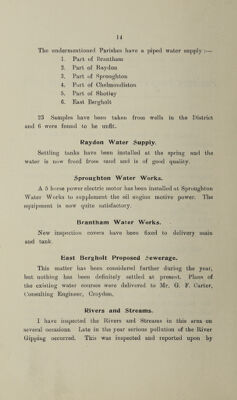 14
The undermentioned Parishes have a piped water supply :—
1. Part of Brantham
2. Part of Raydon
3. Part of Sproughton
4. Part of Chelmondiston
5. Part of Shotley
6. East Bergholt
23 Samples have been taken from wells in the District
and 6 were found to be unfit.
Raydon Water Supply.
Settling tanks have been installed at the spring and the
water is now freed from sand and is of good quality.
Sproughton Water Works.
A 5 horse power electric motor has been installed at Sproughton
Water Works to supplement the oil engine motive power. The
equipment is now quite satisfactory.
Brantham Water Works.
New inspection covers have been fixed to delivery main
and tank.
East Bergholt Proposed Sewerage.
This matter has been considered further during the year,
but nothing has been definitely settled at present. Plans of
the existing water courses were delivered to Mr. G. F. Carter,
Consulting Engineer, Croydon.
Rivers and Streams.
I have inspected the Rivers and Streams in this area on
several occasions. Late in the year serious pollution of the River
Gipping occurred. This was inspected and reported upon by